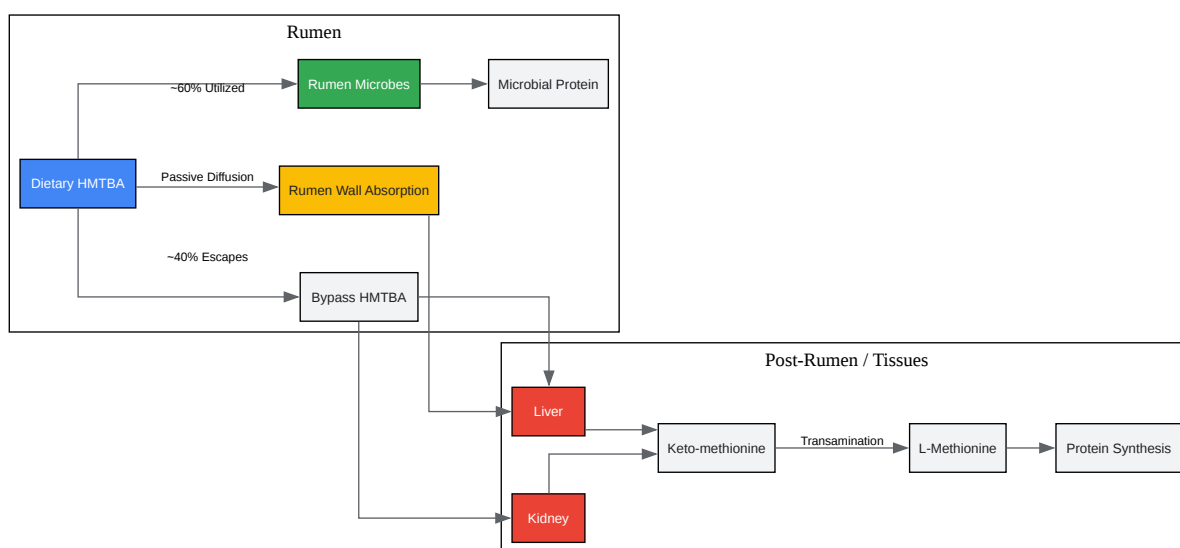 Rumen
~60% Utilized
Rumen Microbes
Microbial Protein
Dietary HMTBA
Passive Diffusion
Rumen Wall Absorption
~40% Escapes
Bypass HMTBA
Post-Rumen / Tissues
Liver
Keto-methionine
Transamination
L-Methionine
Protein Synthesis
Kidney